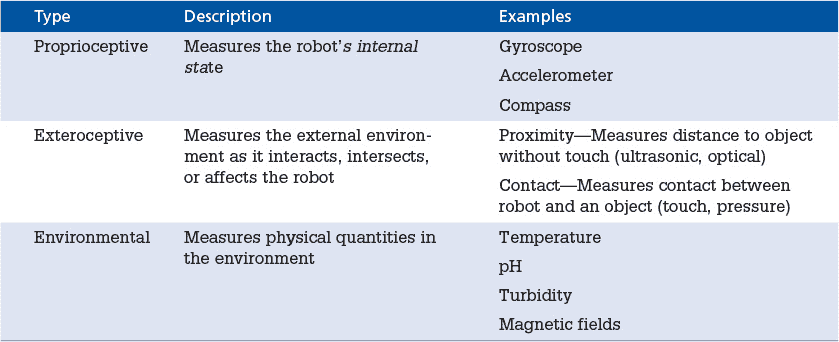 Type Description Examples
Proprioceptive Measures the robot's internal Gyroscope
state Accelerometer
Compass
Exteroceptive Measures the external environ- Proximity—Measures distance to object
ment as it interacts, intersects, without touch (ultrasonic, optical)
or affects the robot Contact—Measures contact between
robot and an object (touch, pressure)
Environmental Measures physical quantities in Temperature
the environment pH
Turbidity
Magnetic fields